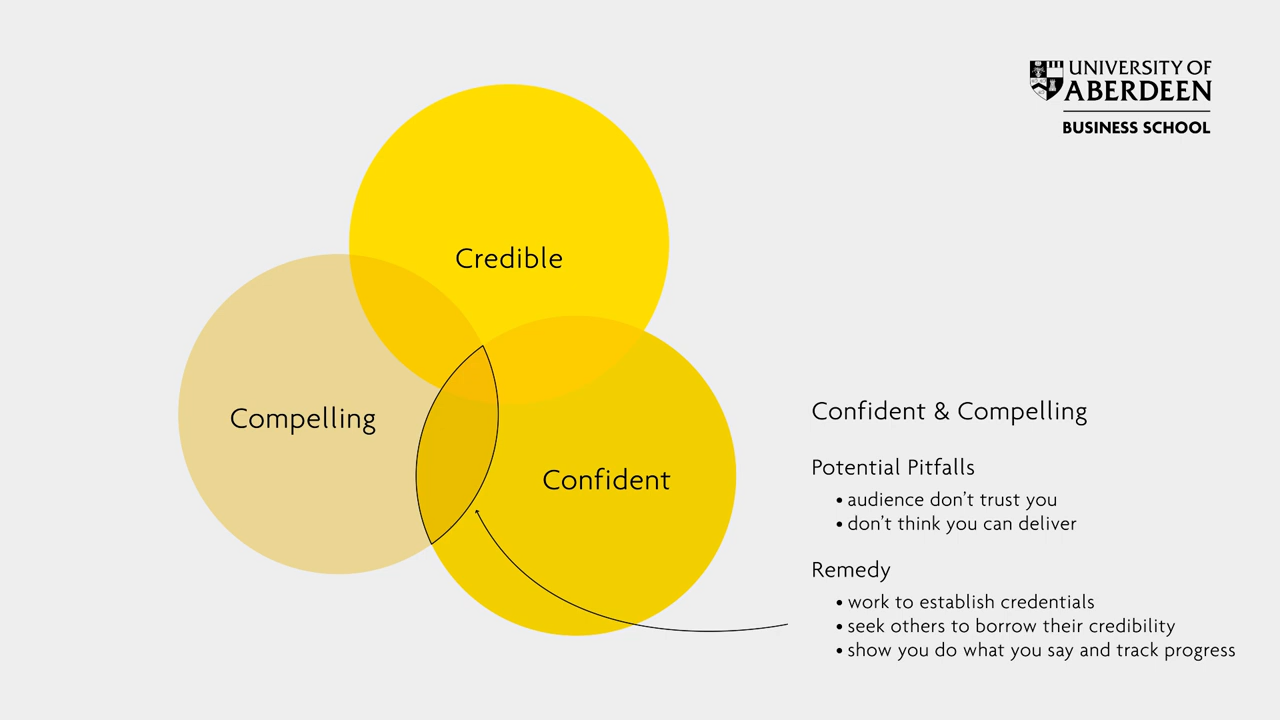 UNIVERSITY OF
ABERDEEN
BUSINESS SCHOOL
Credible
Compelling
Confident
Confident & Compelling
Potential Pitfalls
• audience don't trust you
• don't think you can deliver
Remedy
• work to establish credentials
• seek others to borrow their credibility
• show you do what you say and track progress